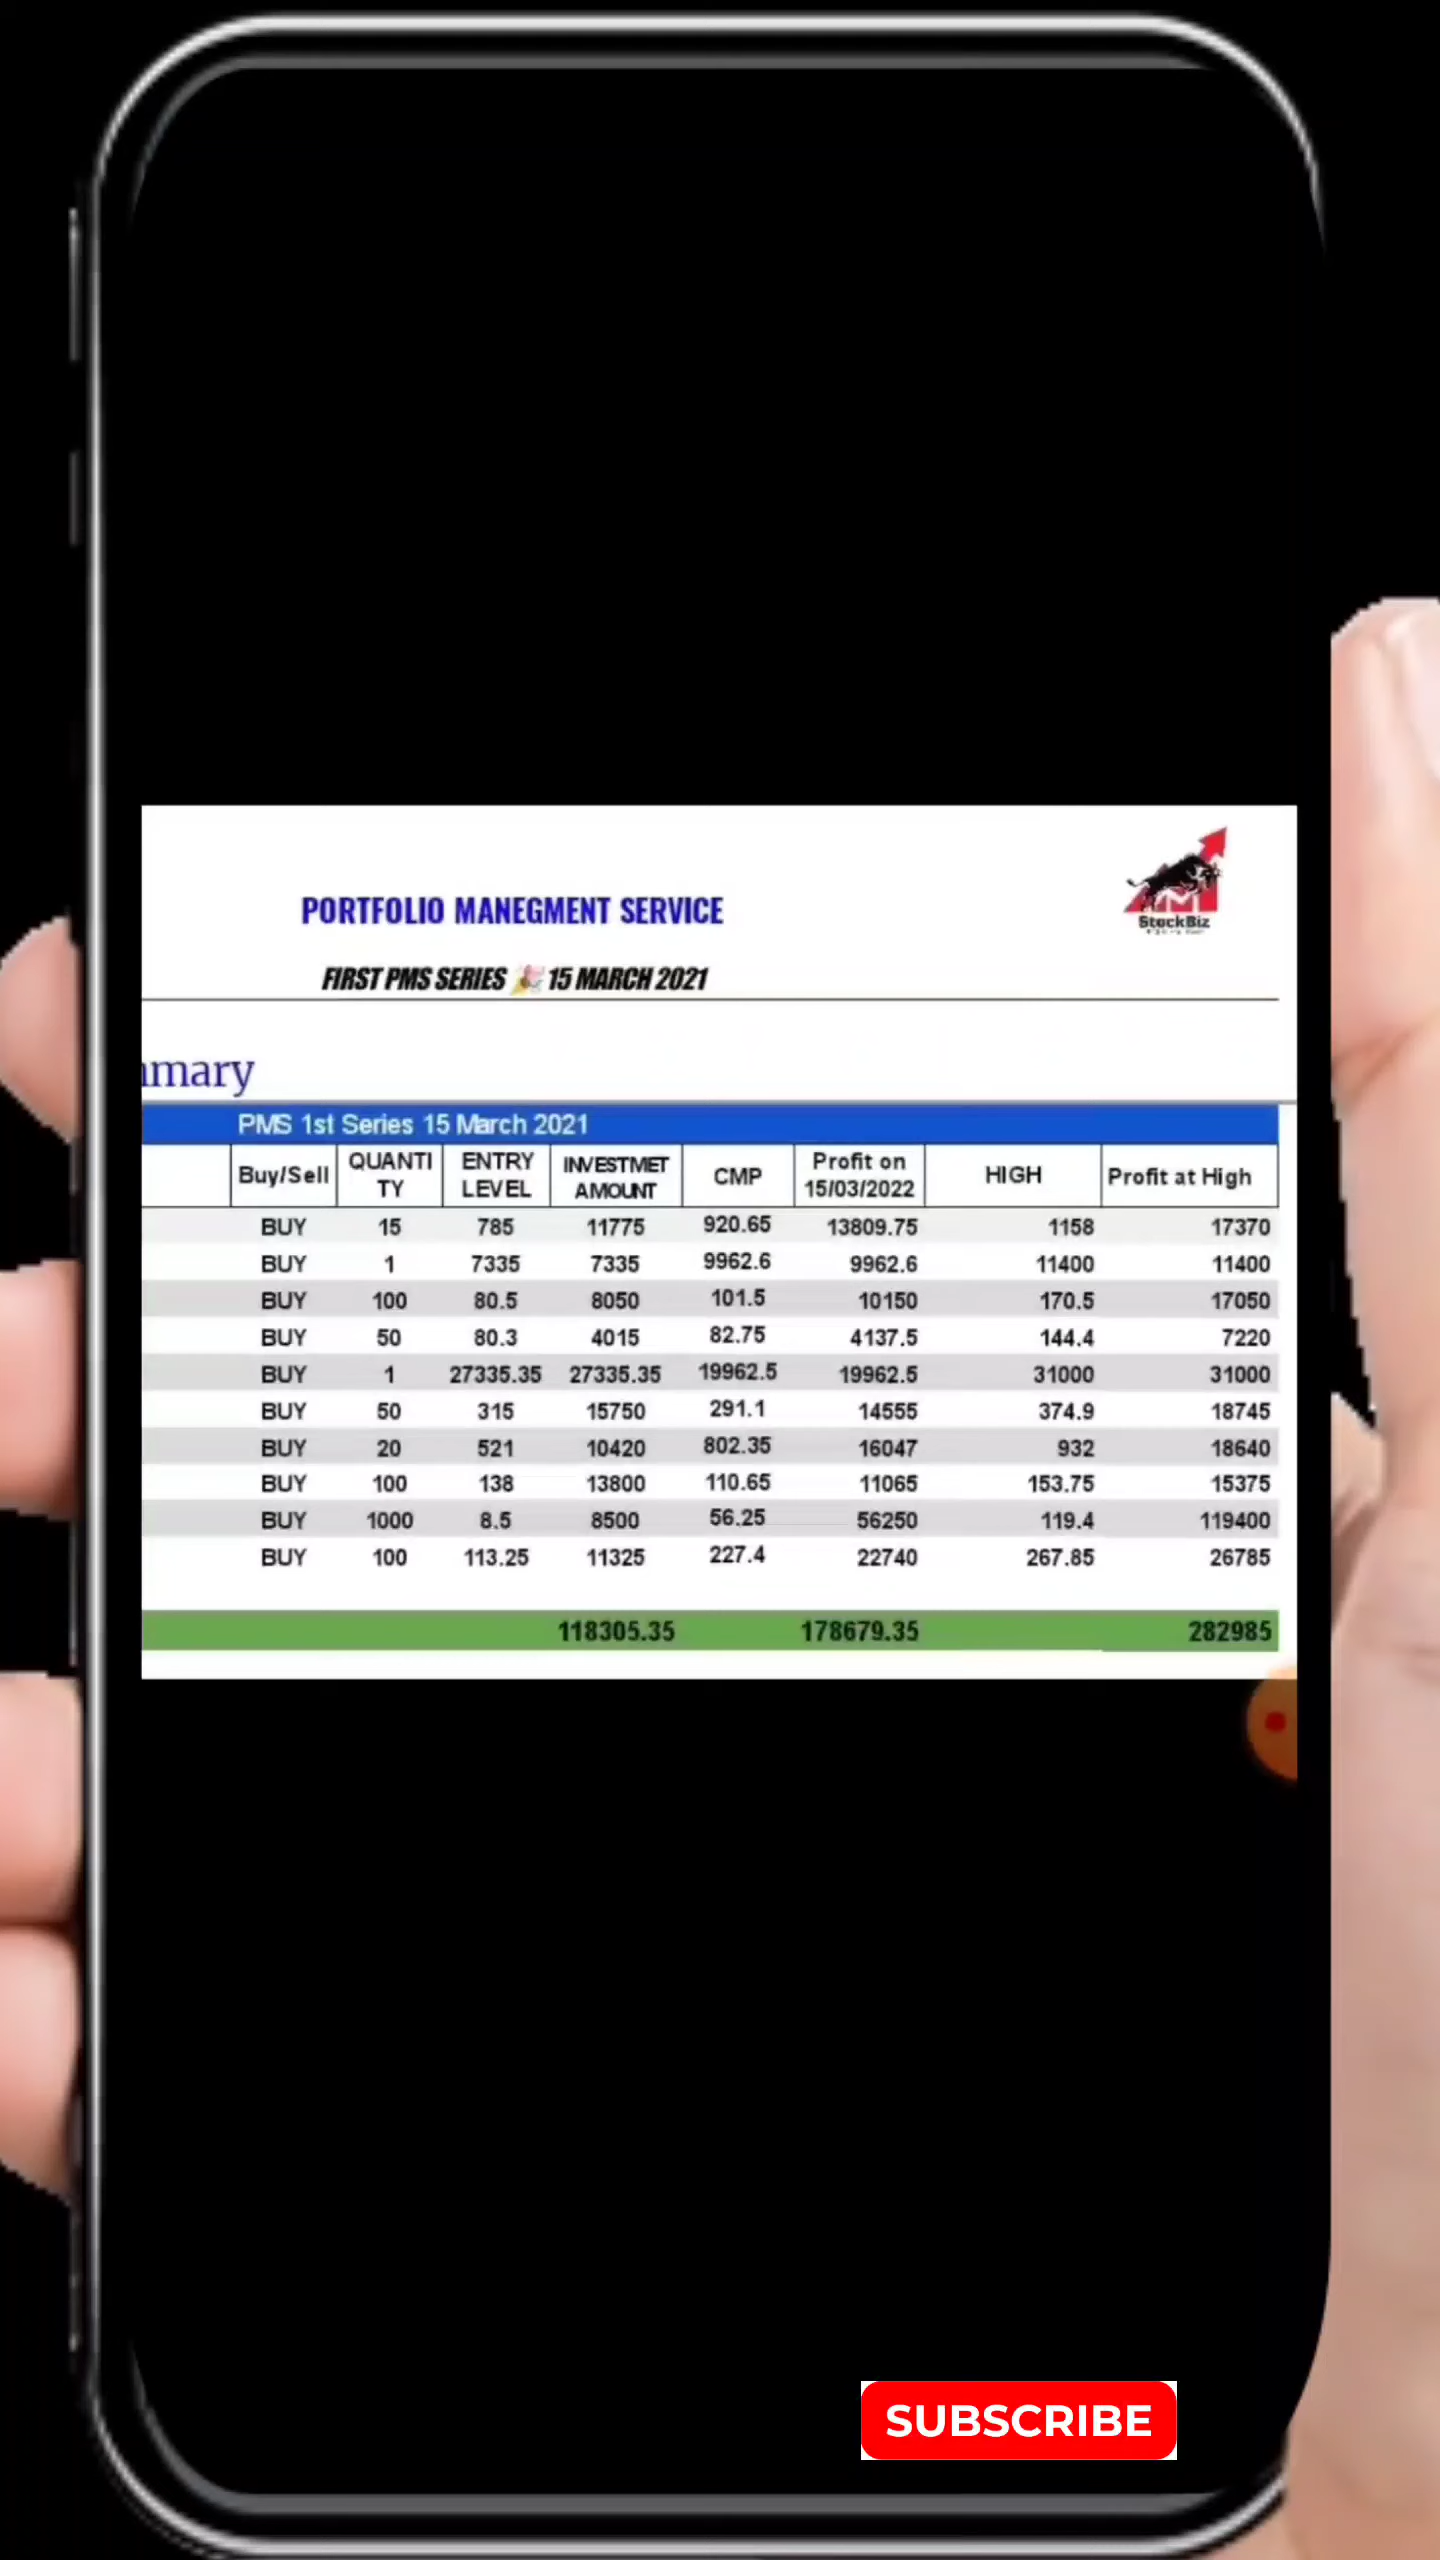 PORTFOLIO MANEGMENT SERVICE
StockBiz
FIRST PMS SERIES 🎉 15 MARCH 2021
mmary
PMS 1st Series 15 March 2021
Buy/Sell QUANTI TY ENTRY LEVEL INVESTMET AMOUNT CMP Profit on 15/03/2022 HIGH Profit at High
BUY 15 785 11775 920.65 13809.75 1158 17370
BUY 1 7335 7335 9962.6 9962.6 11400 11400
BUY 100 80.5 8050 101.5 10150 170.5 17050
BUY 50 80.3 4015 82.75 4137.5 144.4 7220
BUY 1 27335.35 27335.35 19962.5 19962.5 31000 31000
BUY 50 315 15750 291.1 14555 374.9 18745
BUY 20 521 10420 802.35 16047 932 18640
BUY 100 138 13800 110.65 11065 153.75 15375
BUY 1000 8.5 8500 56.25 56250 119.4 119400
BUY 100 113.25 11325 227.4 22740 267.85 26785
118305.35 178679.35 282985
SUBSCRIBE